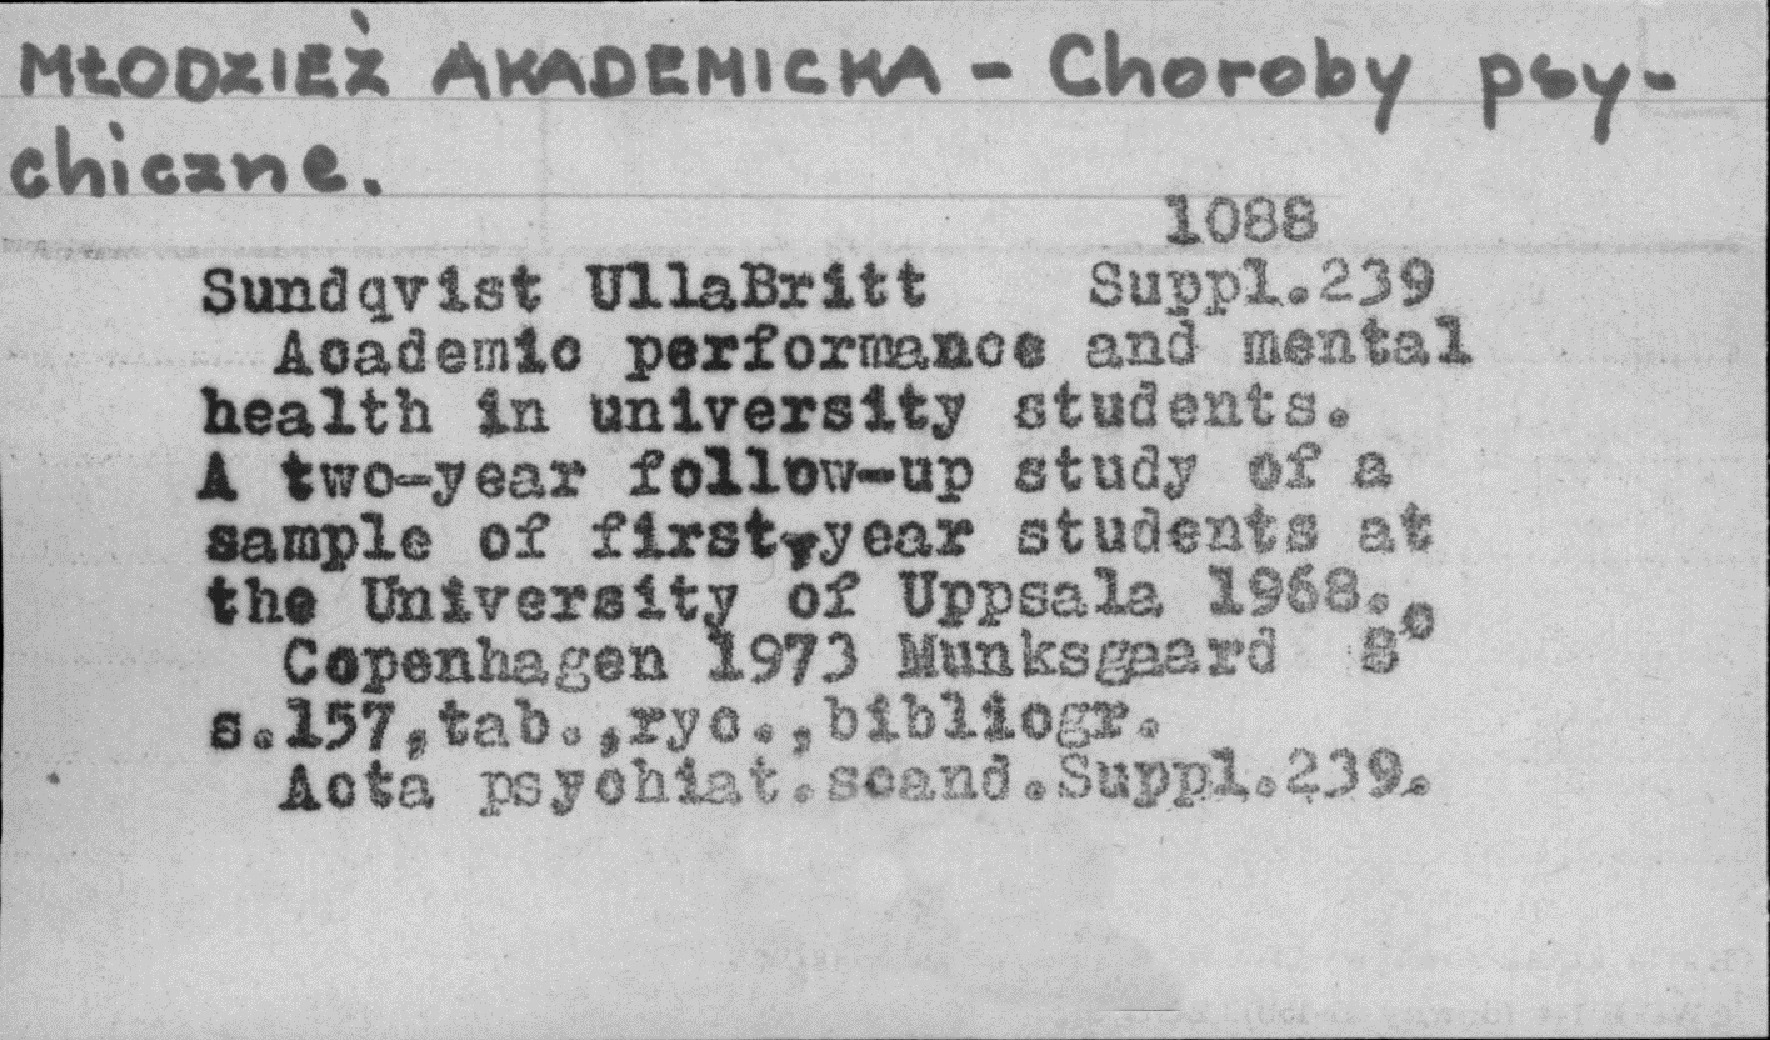 MŁODZIEŻ AKADEMICKA - Choroby psy-
chiczne.
1088
Sundqvist UllaBritt Suppl.239
Academic performance and mental
health in university students.
A two-year follow-up study of a
sample of first-year students at
the University of Uppsala 1968.
Copenhagen 1973 Munksgaard 8°
s.157,tab.,ryc.,bibliogr.
Acta psychiat.scand.Suppl.239.